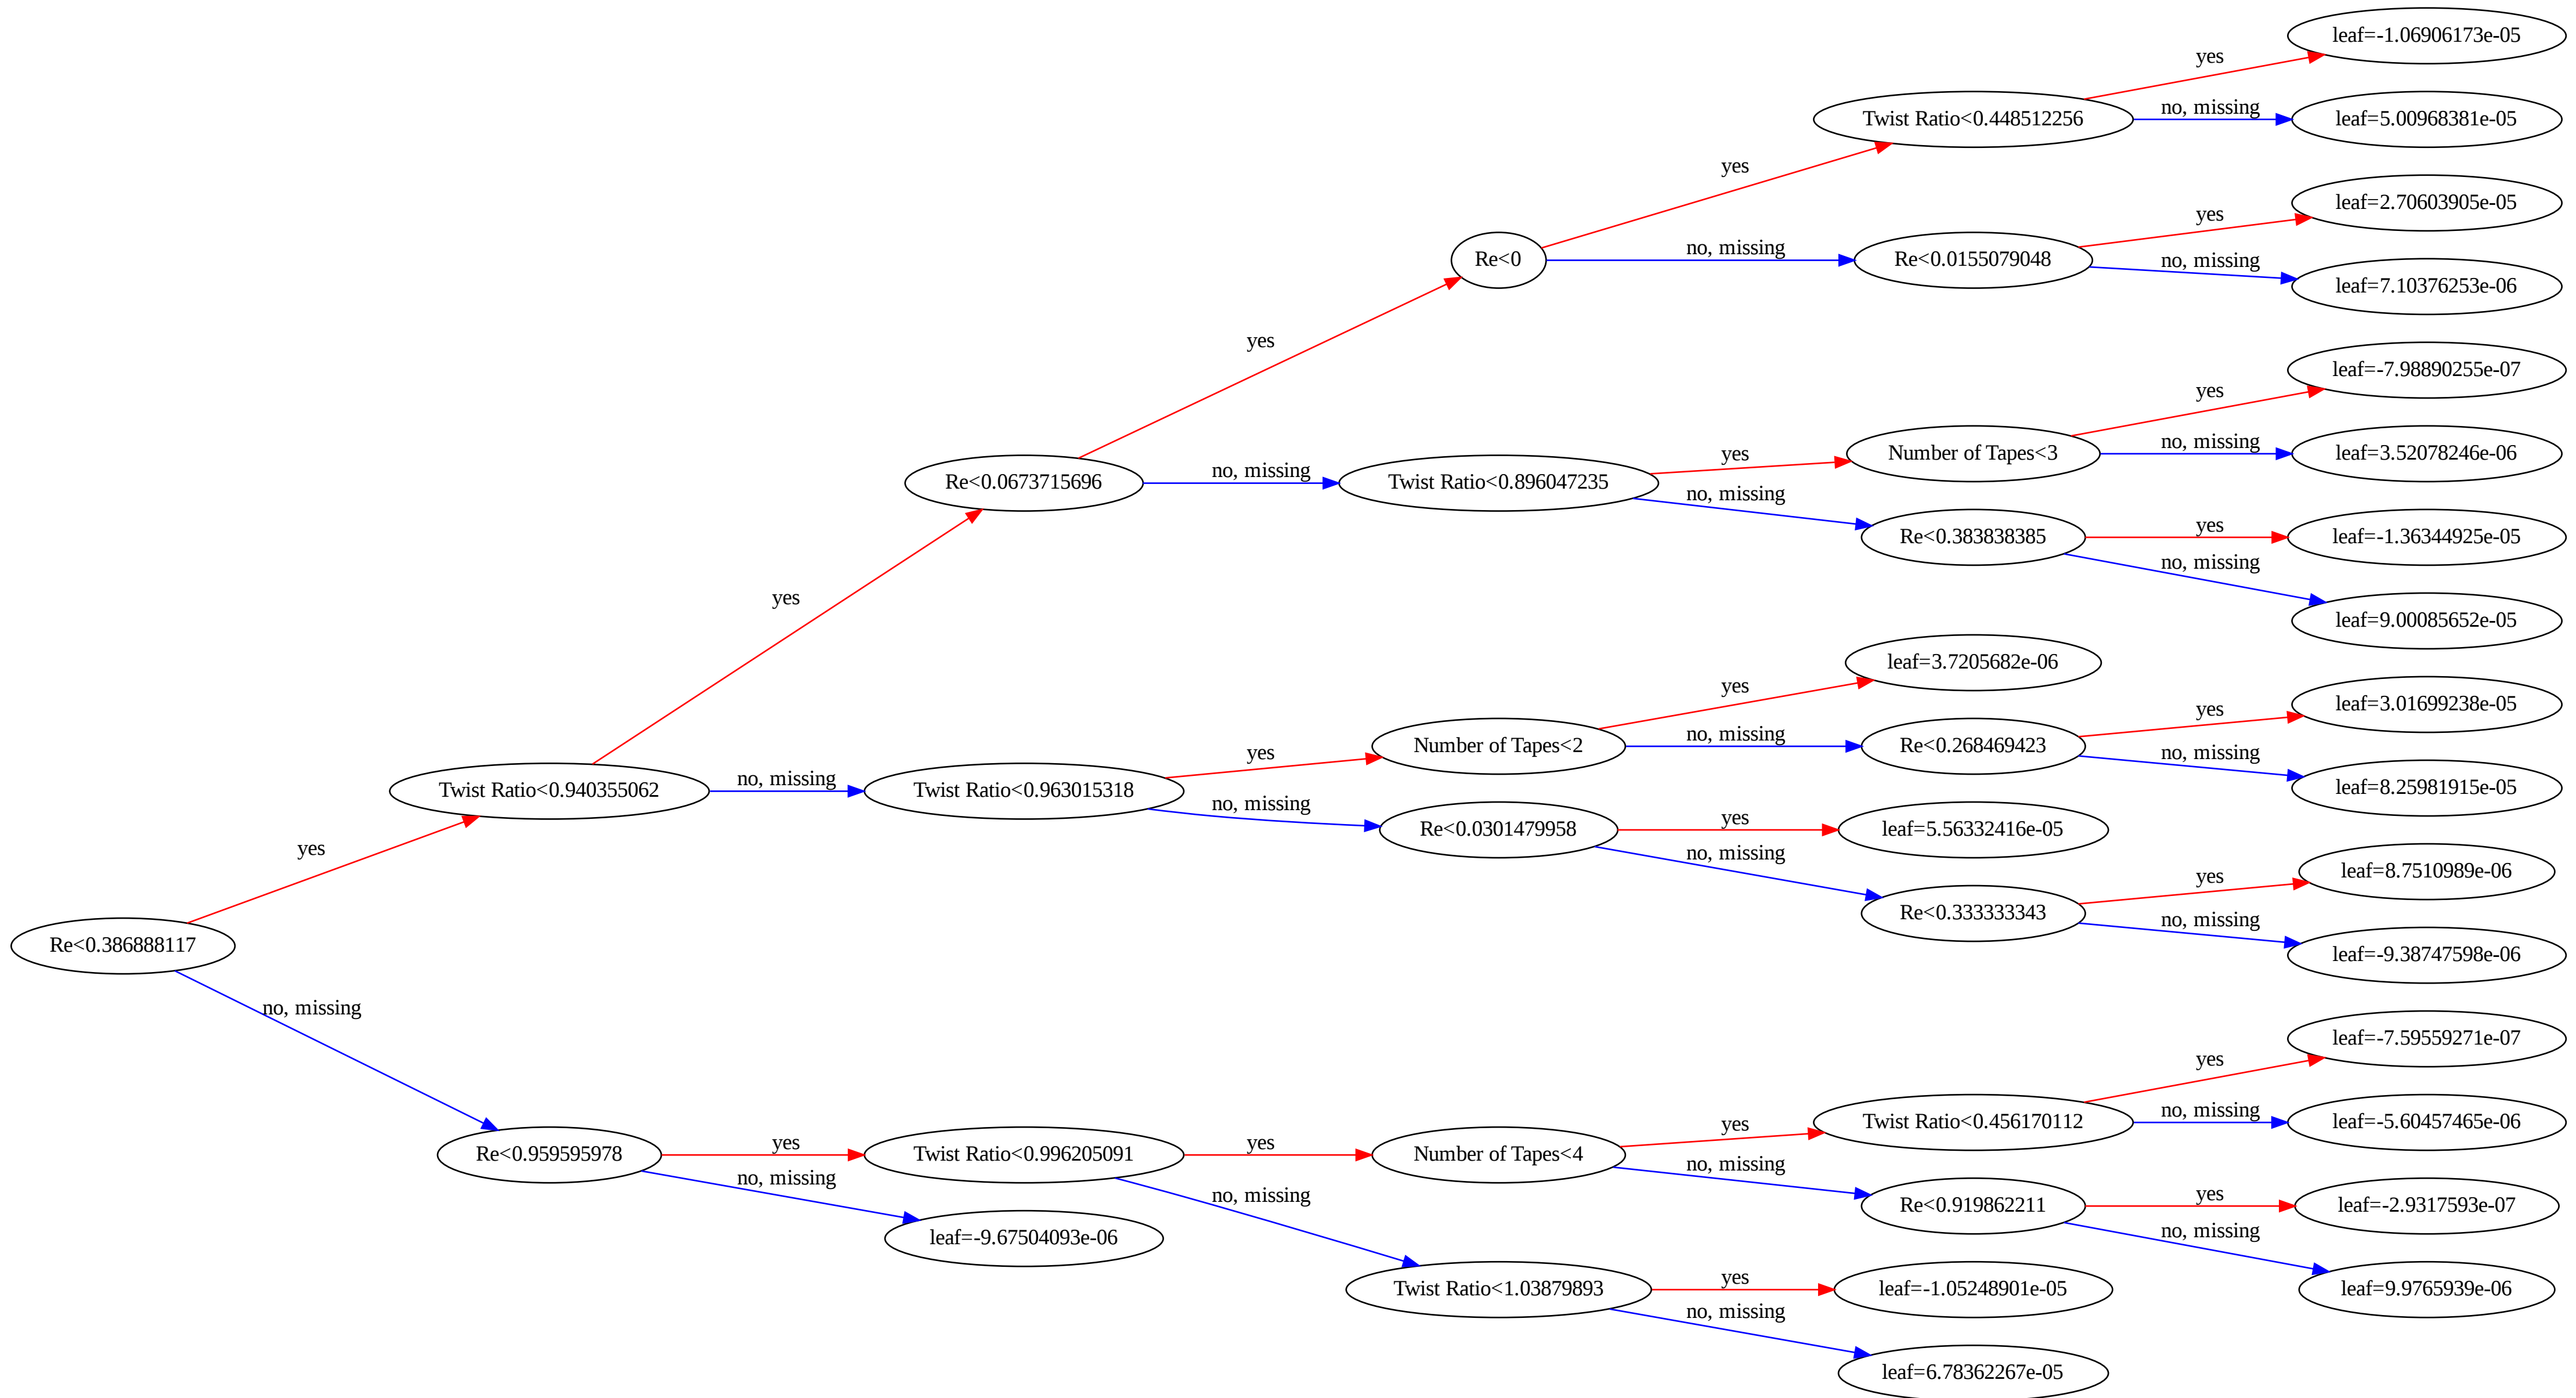 leaf=-1.06906173e-05
yes
Twist Ratio<0.448512256
no, missing
leaf=5.00968381e-05
yes
leaf=2.70603905e-05
yes
Re<0
no, missing
Re<0.0155079048
no, missing
leaf=7.10376253e-06
yes
leaf=-7.98890255e-07
yes
Number of Tapes<3
no, missing
leaf=3.52078246e-06
yes
Re<0.0673715696
no, missing
Twist Ratio<0.896047235
no, missing
Re<0.383838385
yes
leaf=-1.36344925e-05
no, missing
leaf=9.00085652e-05
yes
leaf=3.7205682e-06
yes
Number of Tapes<2
no, missing
Re<0.268469423
yes
leaf=3.01699238e-05
no, missing
leaf=8.25981915e-05
yes
Twist Ratio<0.940355062
no, missing
Twist Ratio<0.963015318
no, missing
Re<0.0301479958
yes
leaf=5.56332416e-05
no, missing
Re<0.333333343
yes
leaf=8.7510989e-06
no, missing
leaf=-9.38747598e-06
yes
Re<0.386888117
no, missing
leaf=-7.59559271e-07
yes
Twist Ratio<0.456170112
no, missing
leaf=-5.60457465e-06
yes
Re<0.959595978
yes
Twist Ratio<0.996205091
yes
Number of Tapes<4
no, missing
Re<0.919862211
yes
leaf=-2.9317593e-07
no, missing
leaf=9.9765939e-06
no, missing
leaf=-9.67504093e-06
no, missing
Twist Ratio<1.03879893
yes
leaf=-1.05248901e-05
no, missing
leaf=6.78362267e-05